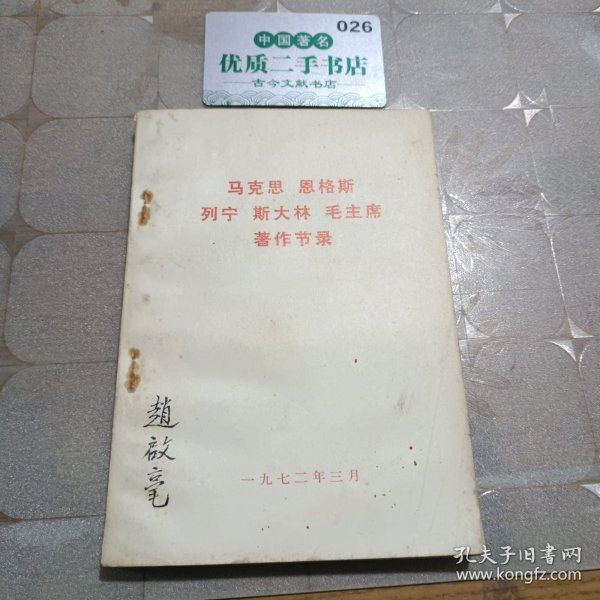 026
中国著名
优质二手书店
古今文献书店
马克思 恩格斯
列宁 斯大林 毛主席
著作节录
趙啟亳
一九七二年三月
孔夫子旧书网
www.kongfz.com